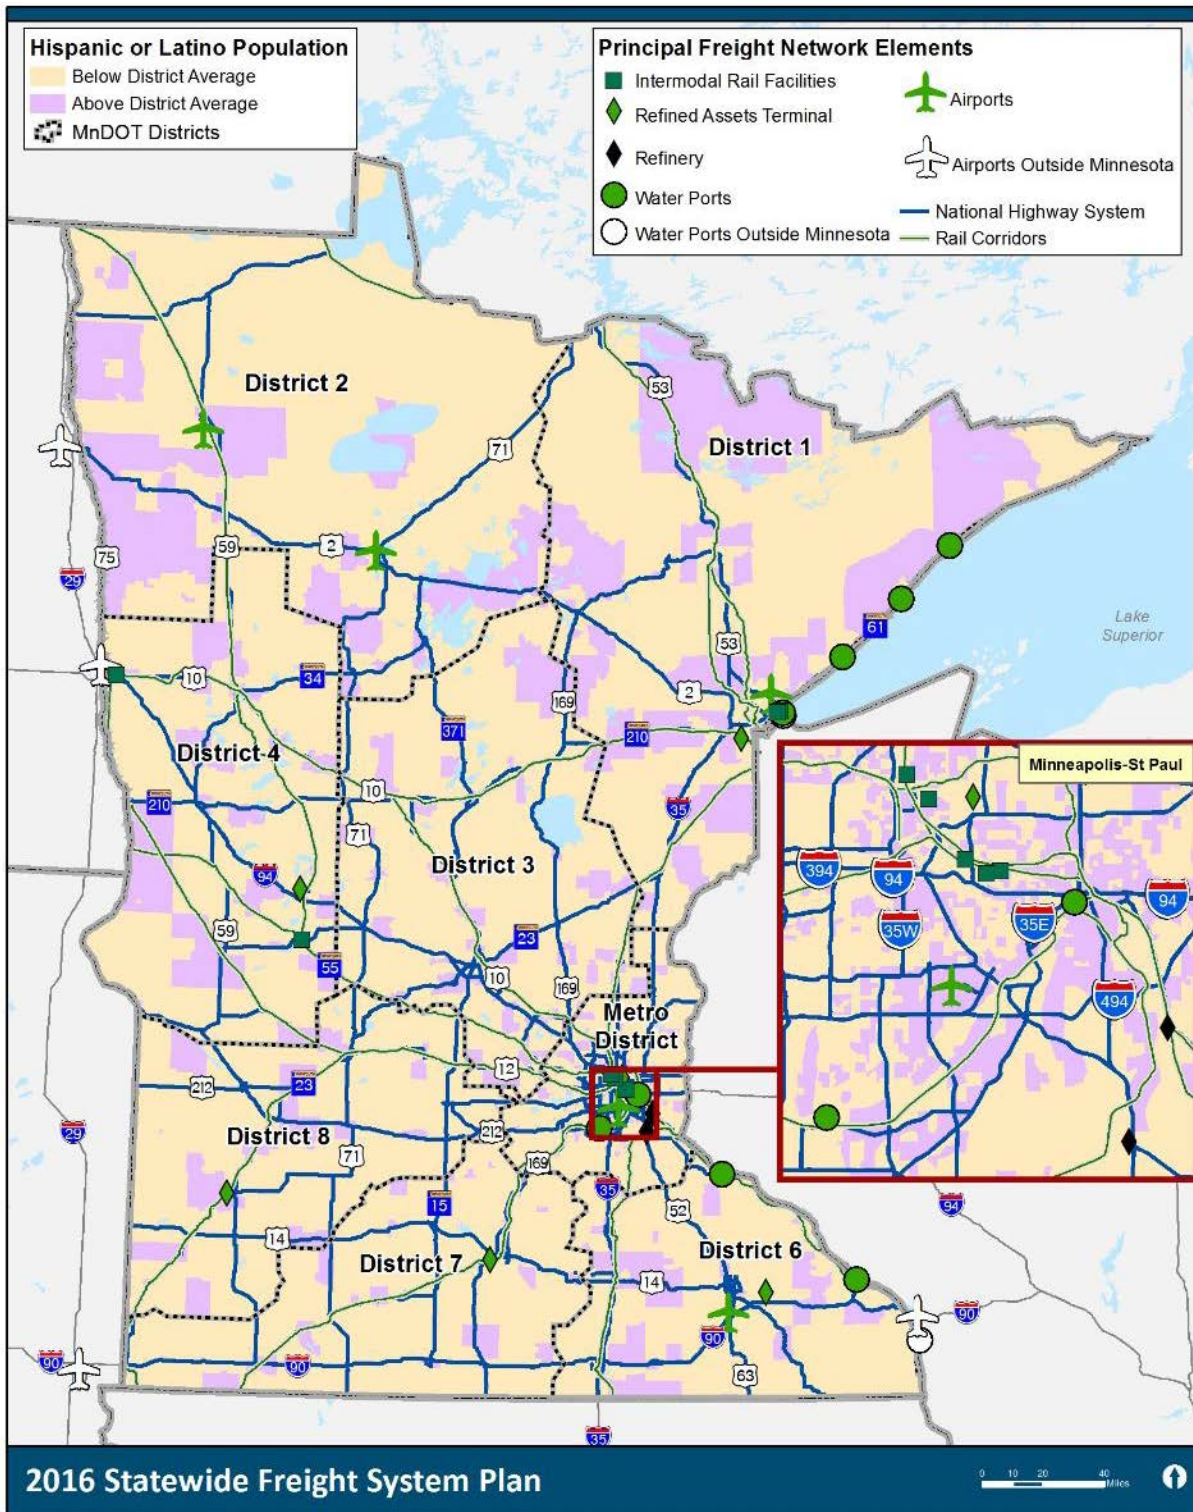 Hispanic or Latino Population
Below District Average
Above District Average
MnDOT Districts
Principal Freight Network Elements
Intermodal Rail Facilities
Refined Assets Terminal
Refinery
Water Ports
Water Ports Outside Minnesota
Airports
Airports Outside Minnesota
National Highway System
Rail Corridors
District 2
53
District 1
71
75
59
2
29
61
Lake
Superior
53
10
34
2
169
371
210
District 4
10
210
35
Minneapolis-St Paul
71
District 3
94
394
94
94
59
23
35W
35E
55
10
169
494
Metro
District
12
212
23
29
District 8
212
71
169
35
94
15
52
14
District 7
District 6
14
90
90
90
90
63
35
2016 Statewide Freight System Plan
0 10 20 40
Miles